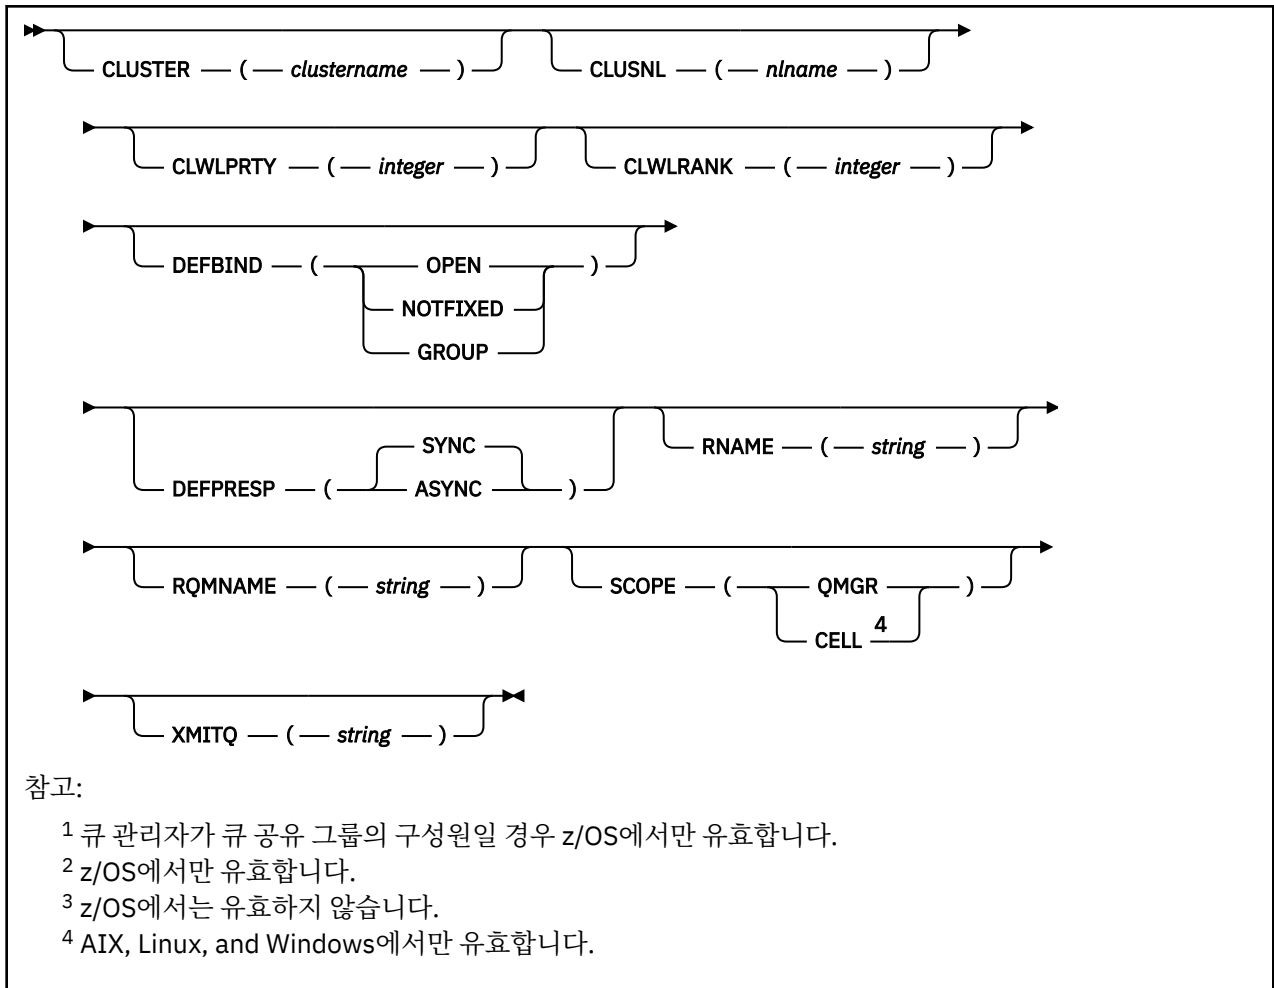 CLUSTER ( clustername ) CLUSNL ( nlname )
CLWLPRTY ( integer ) CLWLRANK ( integer )
DEFBIND ( OPEN )
NOTFIXED
GROUP
SYNC
RNAME ( string )
DEFPRESP ( ASYNC )
RQMNAME ( string ) SCOPE ( QMGR )
CELL 4
XMITQ ( string )
참고:
1 큐 관리자가 큐 공유 그룹의 구성원일 경우 z/OS에서만 유효합니다.
2 z/OS에서만 유효합니다.
3 z/OS에서는 유효하지 않습니다.
4 AIX, Linux, and Windows에서만 유효합니다.